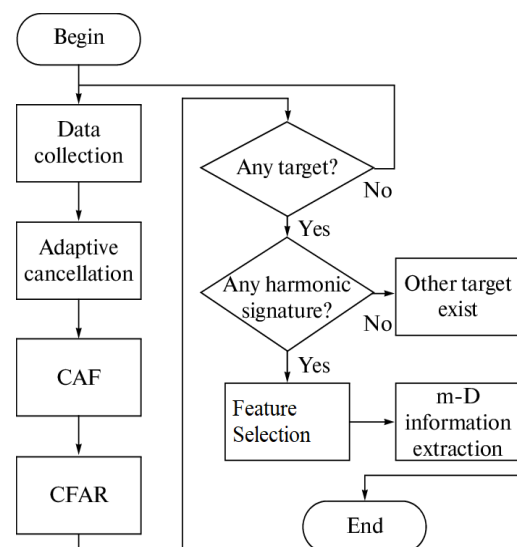 Begin
Data
collection
Adaptive
cancellation
CAF
CFAR
Any target?
No
Yes
Any harmonic
signature?
No
Yes
Other target
exist
Feature
Selection
m-D
information
extraction
End